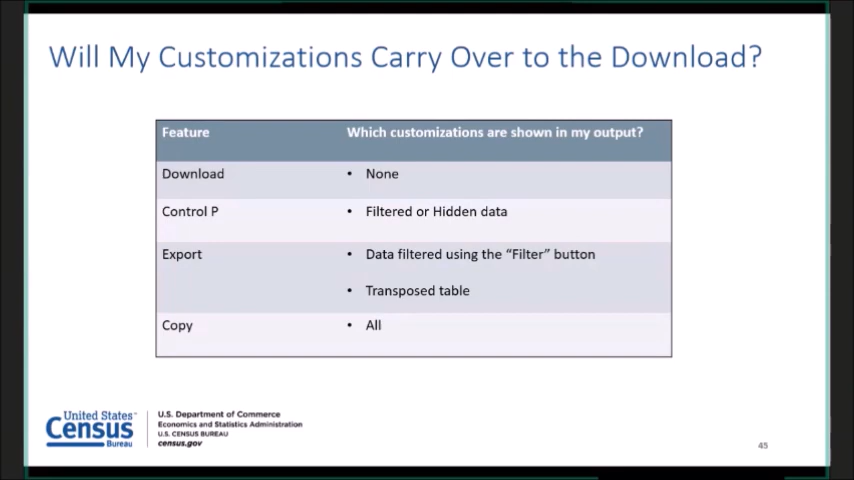 Will My Customizations Carry Over to the Download?
Feature Which customizations are shown in my output?
Download • None
Control P • Filtered or Hidden data
Export • Data filtered using the “Filter” button
• Transposed table
Copy • All
United States™
Census
Bureau
U.S. Department of Commerce
Economics and Statistics Administration
U.S. CENSUS BUREAU
census.gov
45